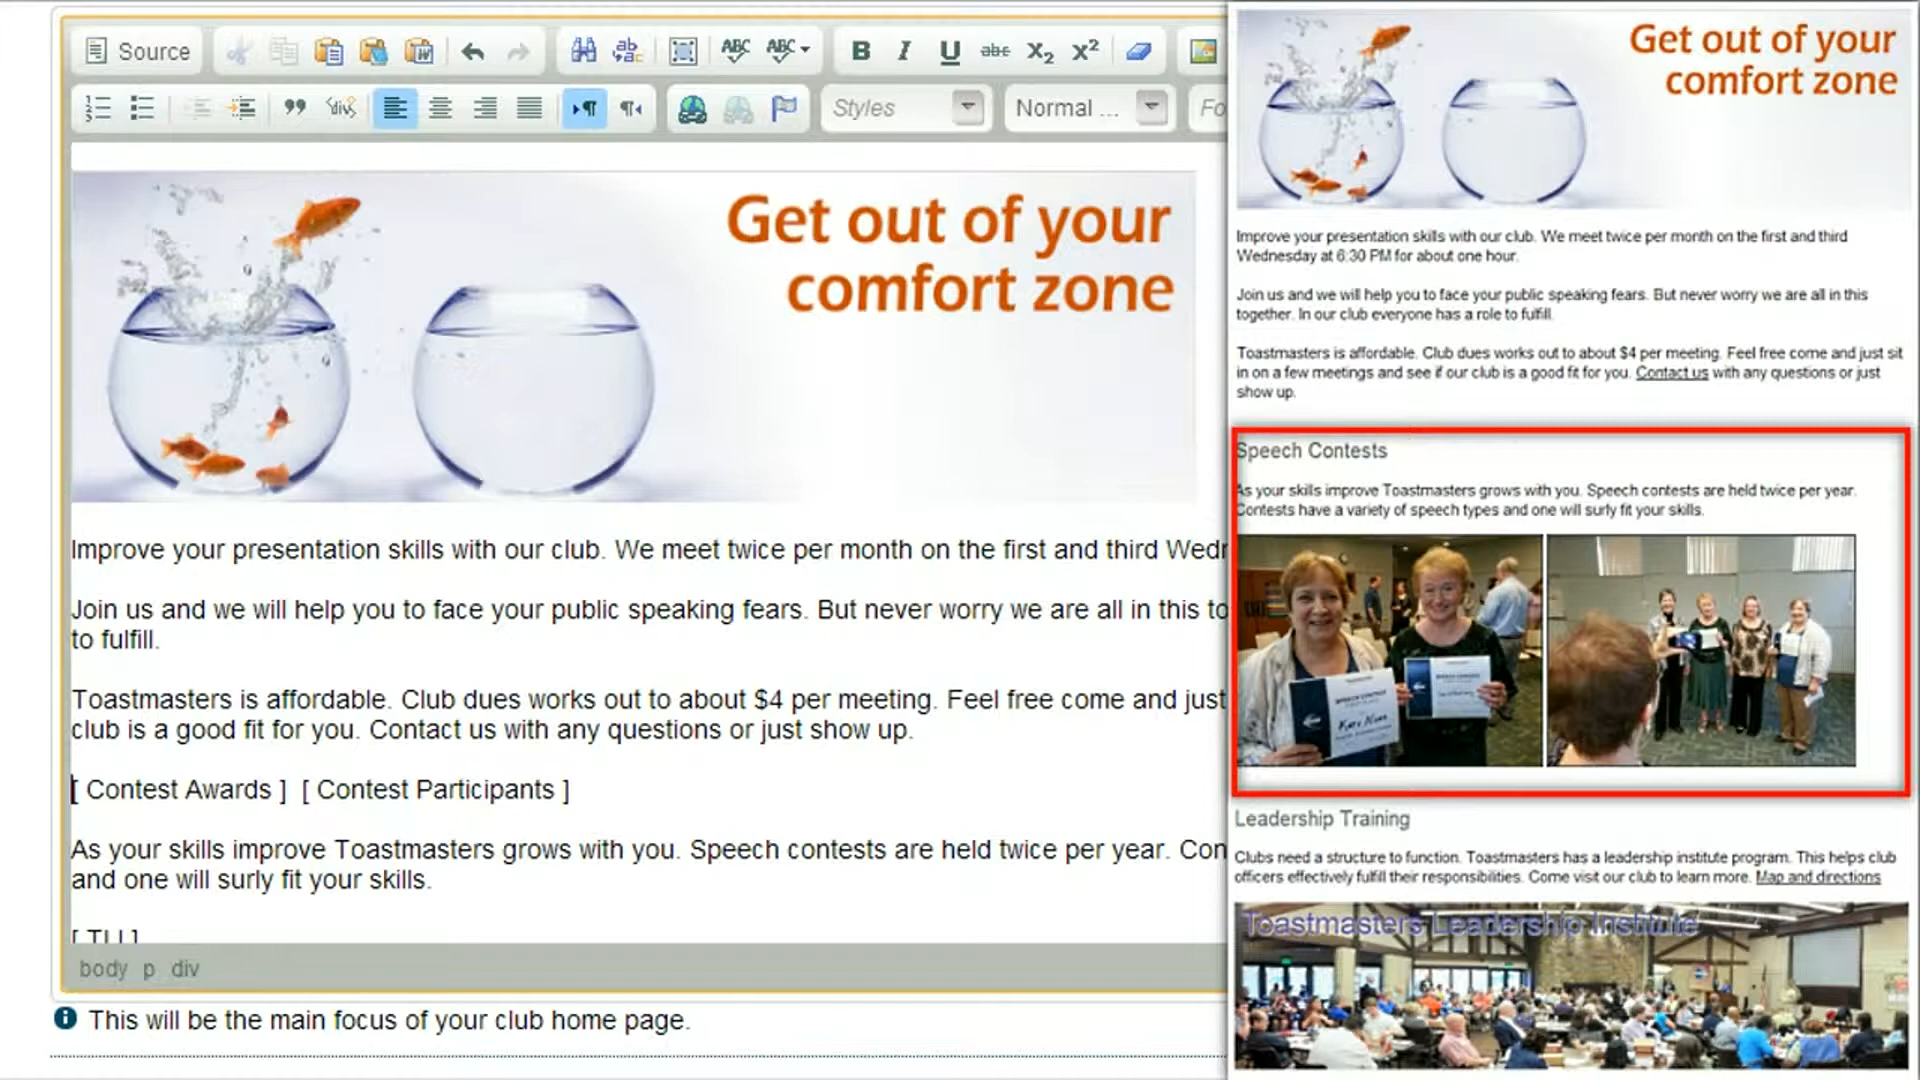 Source
ABC
ABC
B I U abc X2 X²
Styles
Normal ...
Fo
Get out of your
comfort zone
Improve your presentation skills with our club. We meet twice per month on the first and third Wedr
Join us and we will help you to face your public speaking fears. But never worry we are all in this to
to fulfill.
Toastmasters is affordable. Club dues works out to about $4 per meeting. Feel free come and just
club is a good fit for you. Contact us with any questions or just show up.
[ Contest Awards ] [ Contest Participants ]
As your skills improve Toastmasters grows with you. Speech contests are held twice per year. Con
and one will surly fit your skills.
[ TLI ]
body p div
This will be the main focus of your club home page.
Get out of your
comfort zone
Improve your presentation skills with our club. We meet twice per month on the first and third
Wednesday at 6:30 PM for about one hour.
Join us and we will help you to face your public speaking fears. But never worry we are all in this
together. In our club everyone has a role to fulfill.
Toastmasters is affordable. Club dues works out to about $4 per meeting. Feel free come and just sit
in on a few meetings and see if our club is a good fit for you. Contact us with any questions or just
show up.
Speech Contests
As your skills improve Toastmasters grows with you. Speech contests are held twice per year.
Contests have a variety of speech types and one will surly fit your skills.
Leadership Training
Clubs need a structure to function. Toastmasters has a leadership institute program. This helps club
officers effectively fulfill their responsibilities. Come visit our club to learn more. Map and directions
Toastmasters Leadership Institute